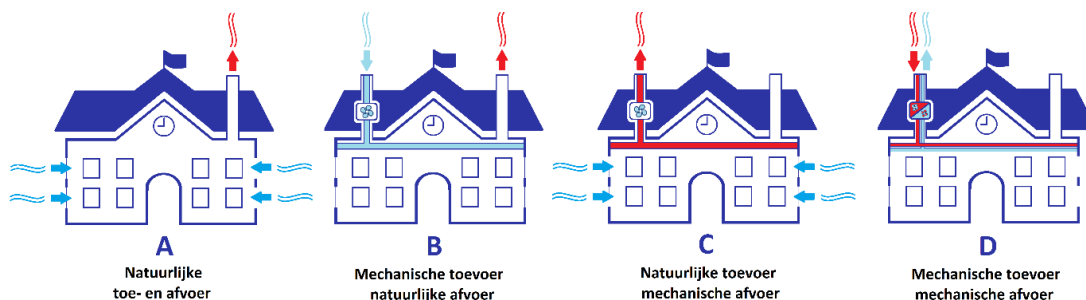 A
Natuurlijke
toe- en afvoer
B
Mechanische toevoer
natuurlijke afvoer
C
Natuurlijke toevoer
mechanische afvoer
D
Mechanische toevoer
mechanische afvoer